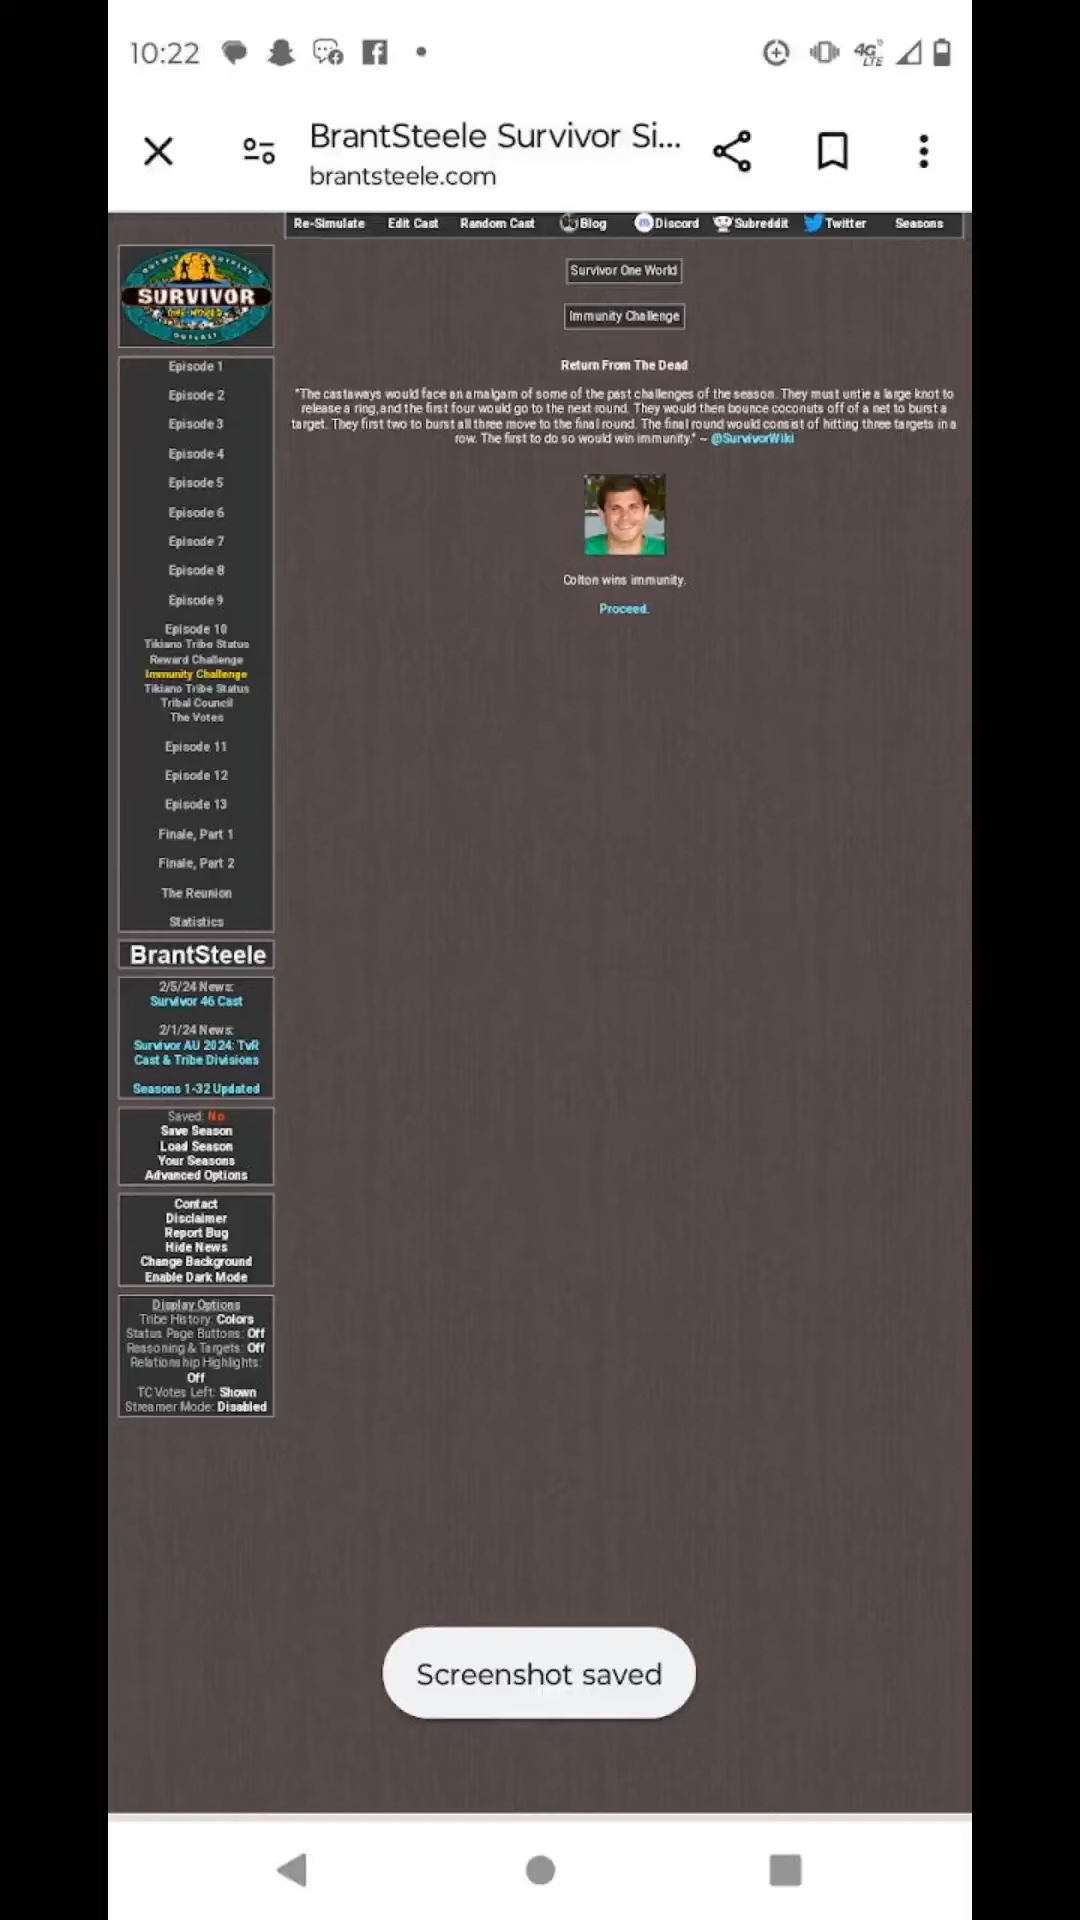 10:22
4G
LTE
BrantSteele Survivor Si...
brantsteele.com
Re-Simulate Edit Cast Random Cast Blog Discord Subreddit Twitter Seasons
OUTWIT OUTPLAY
SURVIVOR
ONE WORLD
OUTLAST
Survivor One World
Immunity Challenge
Return From The Dead
"The castaways would face an amalgam of some of the past challenges of the season. They must untie a large knot to
release a ring, and the first four would go to the next round. They would then bounce coconuts off of a net to burst a
target. They first two to burst all three move to the final round. The final round would consist of hitting three targets in a
row. The first to do so would win immunity." ~ @SurvivorWiki
Colton wins immunity.
Proceed.
Episode 1
Episode 2
Episode 3
Episode 4
Episode 5
Episode 6
Episode 7
Episode 8
Episode 9
Episode 10
Tikiano Tribe Status
Reward Challenge
Immunity Challenge
Tikiano Tribe Status
Tribal Council
The Votes
Episode 11
Episode 12
Episode 13
Finale, Part 1
Finale, Part 2
The Reunion
Statistics
BrantSteele
2/5/24 News:
Survivor 46 Cast
2/1/24 News:
Survivor AU 2024: TvR
Cast & Tribe Divisions
Seasons 1-32 Updated
Saved: No
Save Season
Load Season
Your Seasons
Advanced Options
Contact
Disclaimer
Report Bug
Hide News
Change Background
Enable Dark Mode
Display Options
Tribe History: Colors
Status Page Buttons: Off
Reasoning & Targets: Off
Relationship Highlights:
Off
TC Votes Left: Shown
Streamer Mode: Disabled
Screenshot saved